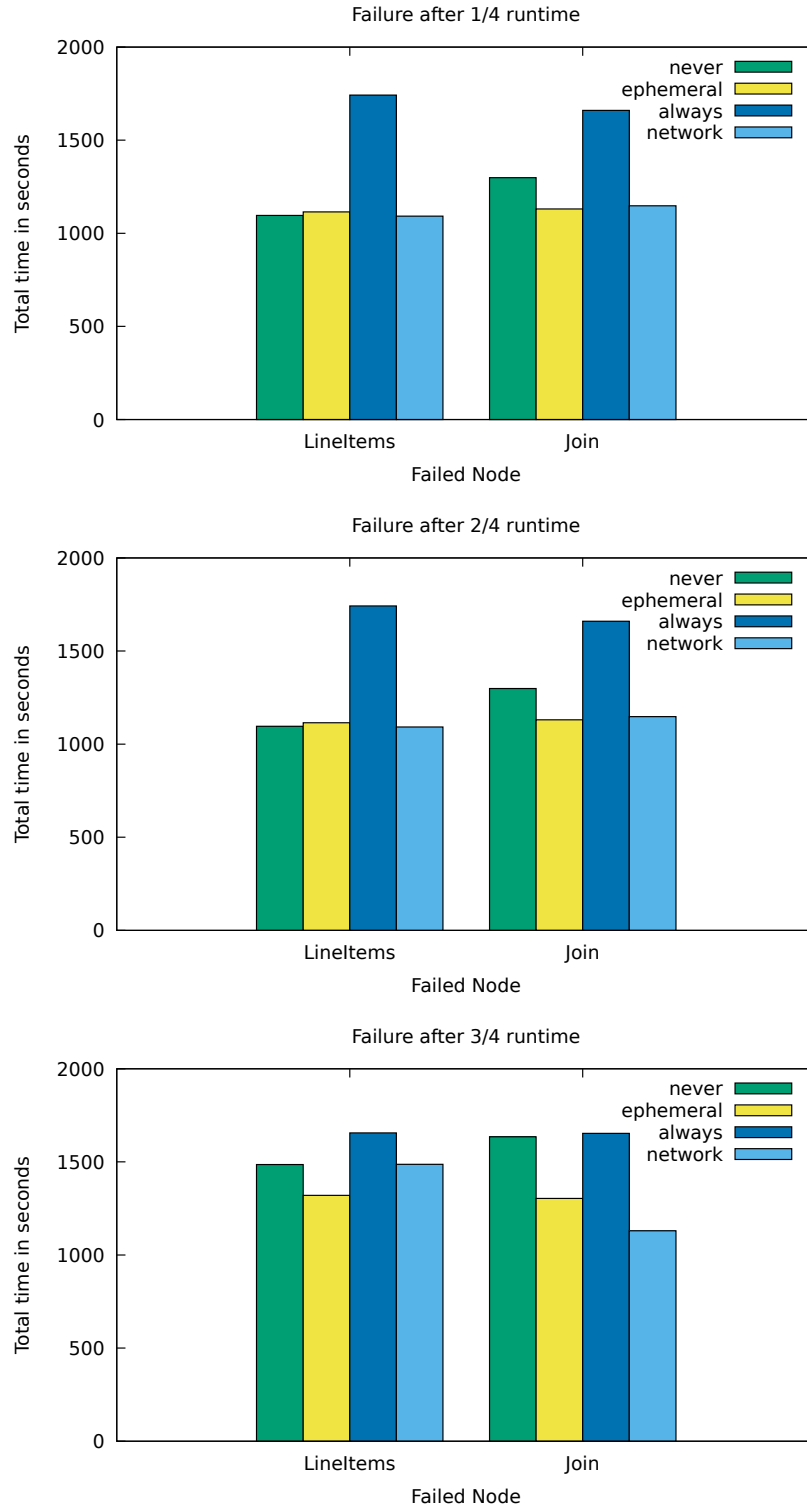 Failure after 1/4 runtime
2000
1500
1000
500
0
Total time in seconds
never
ephemeral
always
network
LineItems Join
Failed Node
Failure after 2/4 runtime
2000
1500
1000
500
0
Total time in seconds
never
ephemeral
always
network
LineItems Join
Failed Node
Failure after 3/4 runtime
2000
1500
1000
500
0
Total time in seconds
never
ephemeral
always
network
LineItems Join
Failed Node